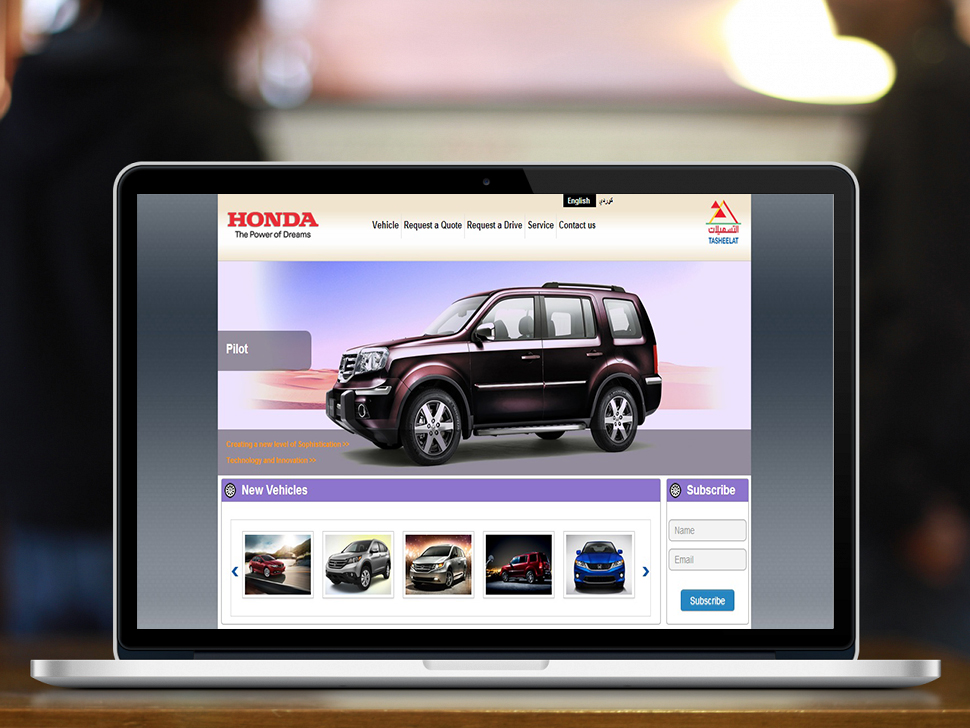 English كوردي
HONDA
The Power of Dreams
Vehicle Request a Quote Request a Drive Service Contact us
التسهيلات
TASHEELAT
Pilot
Creating a new level of Sophistication >>
Technology and Innovation >>
New Vehicles
Subscribe
Name
Email
Subscribe